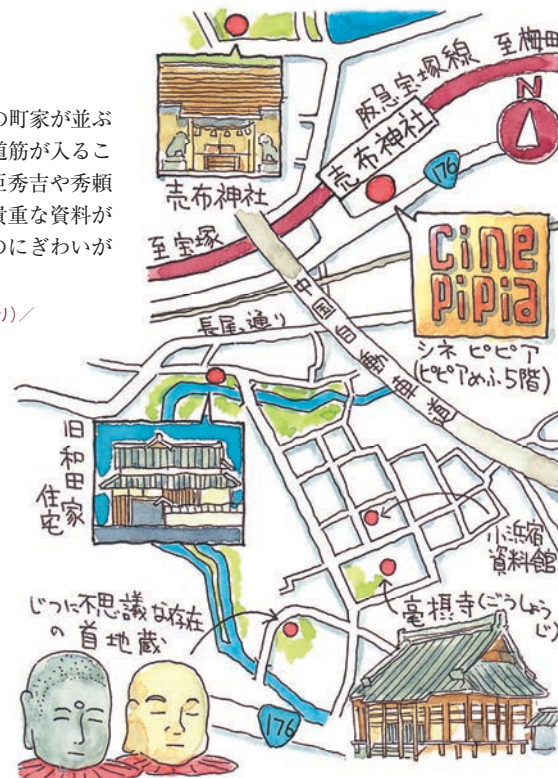 の町家が並ぶ
道筋が入るこ
臣秀吉や秀頼
貴重な資料が
のにぎわいが
り)／
至梅田
阪急宝塚線
N
売布神社
176
売布神社
至宝塚
cine
pipia
シネ ピピア
(ピピアめふ5階)
中国自動車道
長尾通り
旧和田家
住宅
小浜宿
資料館
毫摂寺(ごうしょう
じ)
じつに不思議な存在
の首地蔵
176